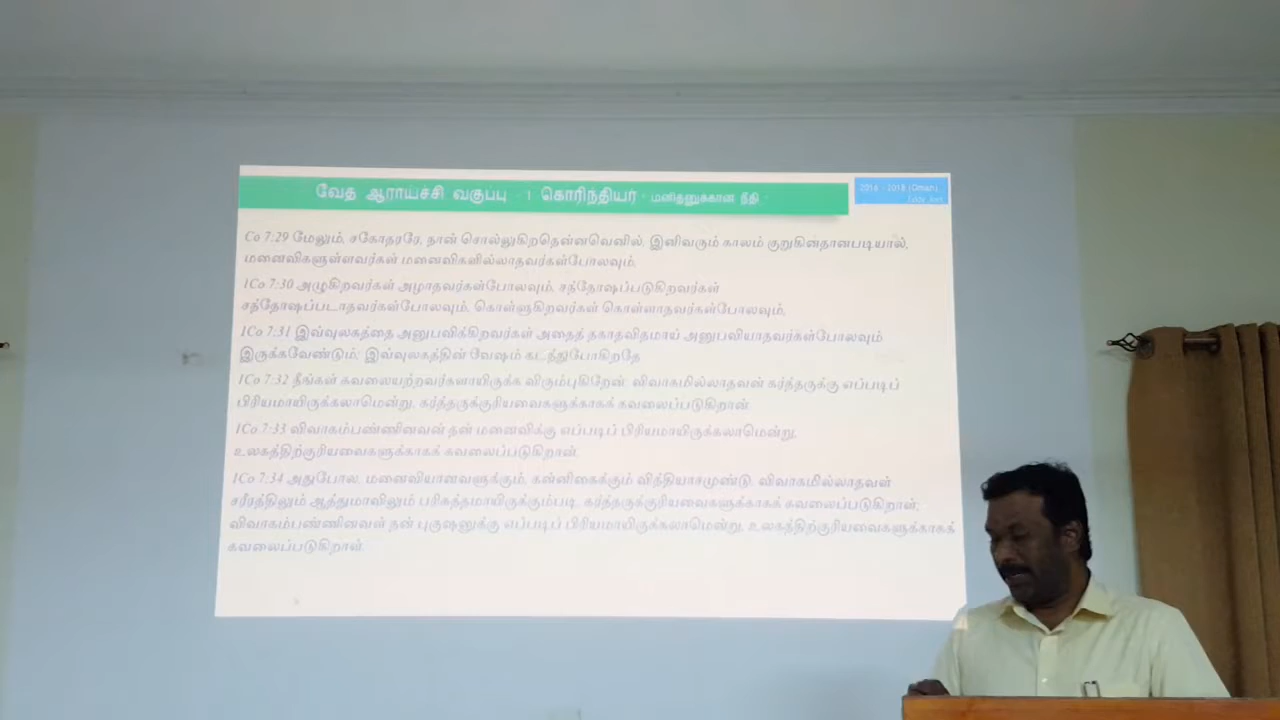 வேத ஆராய்ச்சி வகுப்பு - 1 கொரிந்தியர் - மனிதனுக்கான நீதி -
2014 - 2018 |
Co 7:29 மேலும், சகோதரரே, நான் சொல்லுகிறதென்னவெனில், இனிவரும் காலம் குறுகினதானபடியால்,
மனைவிகளுள்ளவர்கள் மனைவிகளில்லாதவர்கள்போலவும்,
1Co 7:30 அழுகிறவர்கள் அழாதவர்கள்போலவும், சந்தோஷப்படுகிறவர்கள்
சந்தோஷப்படாதவர்கள்போலவும், கொள்ளுகிறவர்கள் கொள்ளாதவர்கள்போலவும்,
1Co 7:31 இவ்வுலகத்தை அனுபவிக்கிறவர்கள் அதைத் தகாதவிதமாய் அனுபவியாதவர்கள்போலவும்
இருக்கவேண்டும்; இவ்வுலகத்தின் வேஷம் கடந்துபோகிறதே
1Co 7:32 நீங்கள் கவலையற்றவர்களாயிருக்க விரும்புகிறேன். விவாகமில்லாதவன் கர்த்தருக்கு எப்படிப்
பிரியமாயிருக்கலாமென்று, கர்த்தருக்குரியவைகளுக்காகக் கவலைப்படுகிறான்.
1Co 7:33 விவாகம்பண்ணினவன் தன் மனைவிக்கு எப்படிப் பிரியமாயிருக்கலாமென்று,
உலகத்திற்குரியவைகளுக்காகக் கவலைப்படுகிறான்.
1Co 7:34 அதுபோல, மனைவியானவளுக்கும், கன்னிகைக்கும் வித்தியாசமுண்டு. விவாகமில்லாதவள்
சரீரத்திலும் ஆத்துமாவிலும் பரிசுத்தமாயிருக்கும்படி, கர்த்தருக்குரியவைகளுக்காகக் கவலைப்படுகிறாள்;
விவாகம்பண்ணினவள் தன் புருஷனுக்கு எப்படிப் பிரியமாயிருக்கலாமென்று, உலகத்திற்குரியவைகளுக்காகக்
கவலைப்படுகிறாள்.